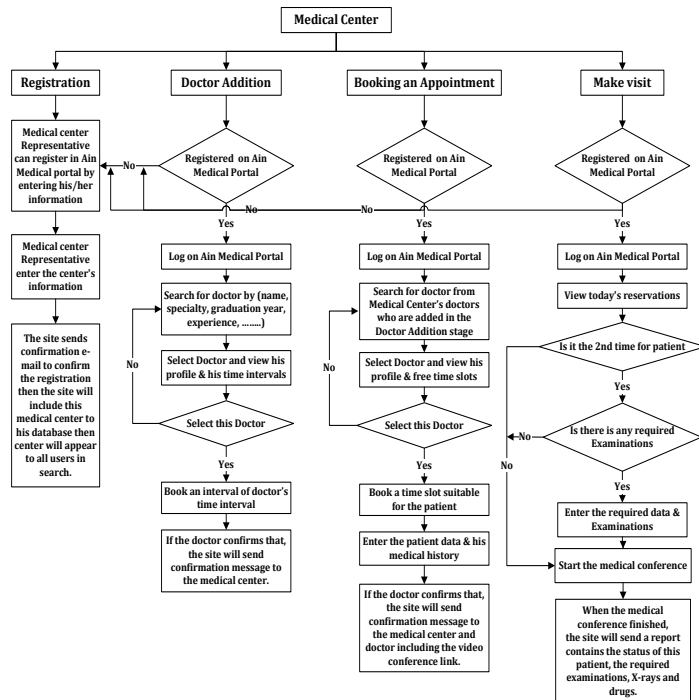 Medical Center
Registration
Doctor Addition
Booking an Appointment
Make visit
Medical center
Representative
can register in Ain
Medical portal by
entering his/her
information
No
Registered on Ain
Medical Portal
Registered on Ain
Medical Portal
Registered on Ain
Medical Portal
No
No
Yes
Yes
Yes
Medical Center
Representative
enter the center's
information
Log on Ain Medical Portal
Log on Ain Medical Portal
Log on Ain Medical Portal
Search for doctor by (name,
specialty, graduation year,
experience, ........)
Search for doctor from
Medical Center's doctors
who are added in the
Doctor Addition stage
View today's reservations
The site sends
confirmation e-
mail to confirm
the registration
then the site will
include this
medical center to
his database then
center will appear
to all users in
search.
No
Select Doctor and view his
profile & his time intervals
No
Select Doctor and view his
profile & free time slots
Is it the 2nd time for patient
Yes
Select this Doctor
Select this Doctor
No
Is there is any required
Examinations
No
Yes
Yes
Yes
Book an interval of doctor's
time interval
Book a time slot suitable
for the patient
Enter the required data &
Examinations
If the doctor confirms that,
the site will send
confirmation message to
the medical center.
Enter the patient data & his
medical history
Start the medical conference
If the doctor confirms that,
the site will send
confirmation message to
the medical center and
doctor including the video
conference link.
When the medical
conference finished,
the site will send a report
contains the status of this
patient, the required
examinations, X-rays and
drugs.